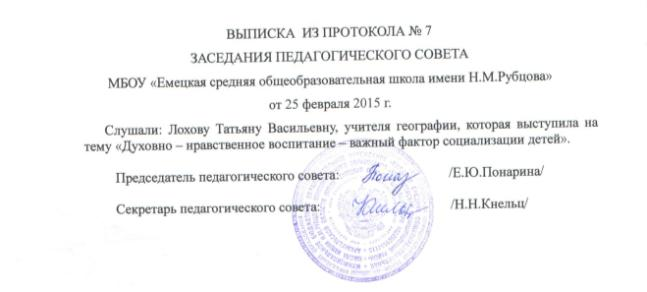 ВЫПИСКА ИЗ ПРОТОКОЛА № 7
ЗАСЕДАНИЯ ПЕДАГОГИЧЕСКОГО СОВЕТА
МБОУ «Емецкая средняя общеобразовательная школа имени Н.М.Рубцова»
от 25 февраля 2015 г.
Слушали: Лохову Татьяну Васильевну, учителя географии, которая выступила на
тему «Духовно – нравственное воспитание – важный фактор социализации детей».
Председатель педагогического совета: /Е.Ю.Понарина/
Секретарь педагогического совета: /Н.Н.Кнельц/